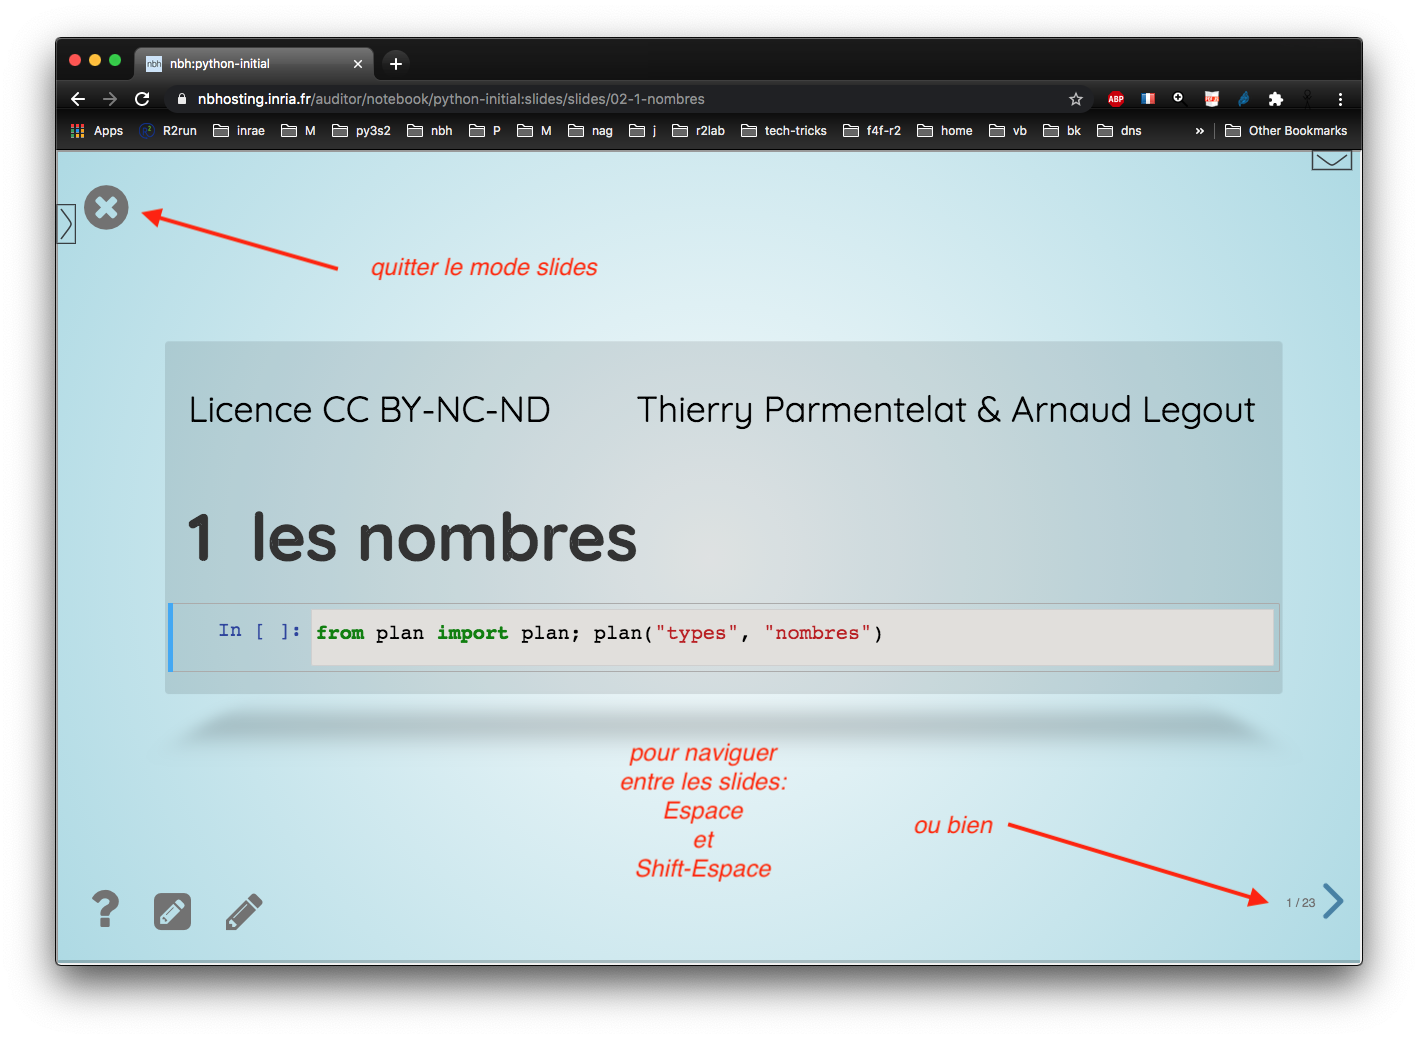 nbh nbh:python-initial
nbhosting.inria.fr/auditor/notebook/python-initial:slides/slides/02-1-nombres
ABP
Apps R2run inrae M py3s2 nbh P M nag j r2lab tech-tricks f4f-r2 home vb bk dns » Other Bookmarks
quitter le mode slides
Licence CC BY-NC-ND Thierry Parmentelat & Arnaud Legout
1 les nombres
In [ ]: from plan import plan; plan("types", "nombres")
pour naviguer
entre les slides:
Espace
et
Shift-Espace
ou bien
? 1 / 23